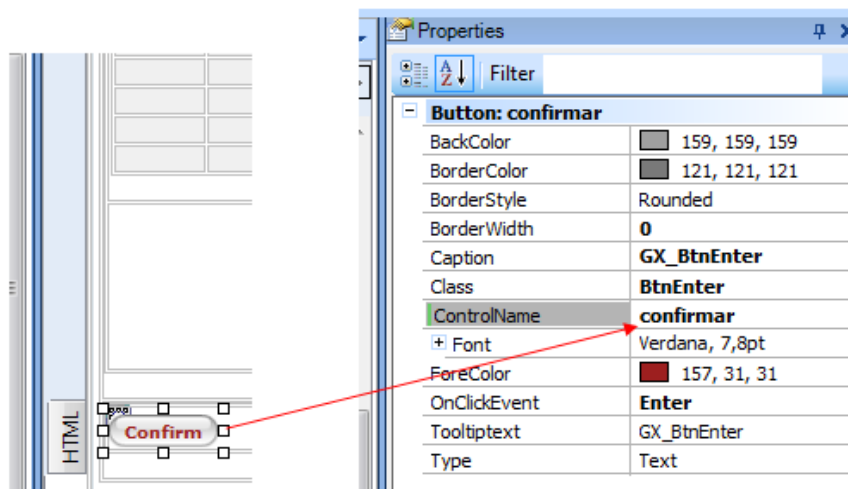 Properties
Filter
Button: confirmar
BackColor 159, 159, 159
BorderColor 121, 121, 121
BorderStyle Rounded
BorderWidth 0
Caption GX_BtnEnter
Class BtnEnter
ControlName confirmar
Font Verdana, 7,8pt
ForeColor 157, 31, 31
OnClickEvent Enter
Tooltiptext GX_BtnEnter
Type Text
HTML
Confirm